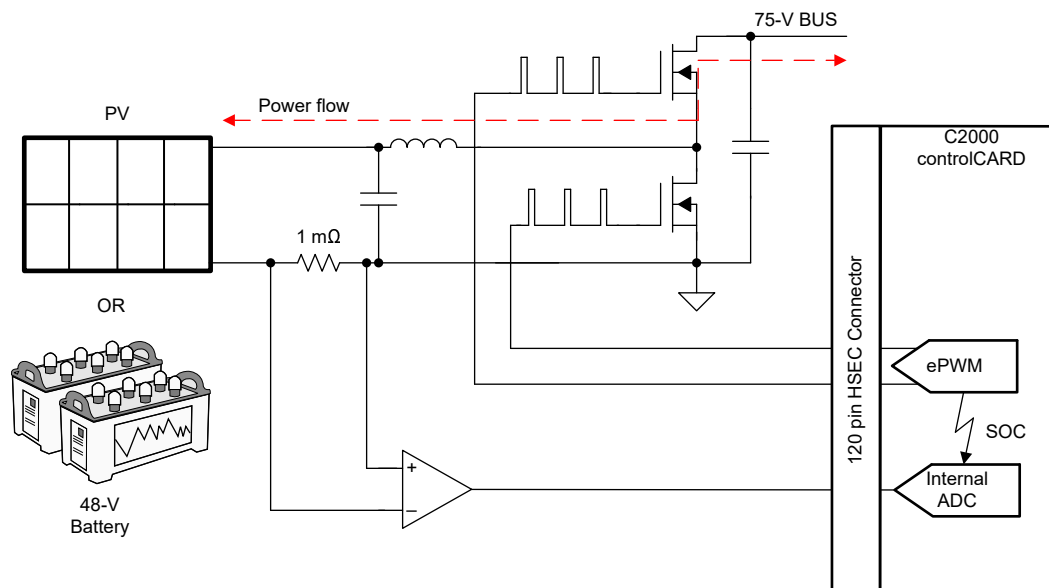 75-V BUS
Power flow
PV
C2000
controlCARD
1 mΩ
OR
120 pin HSEC Connector
ePWM
SOC
+
−
Internal
ADC
48-V
Battery